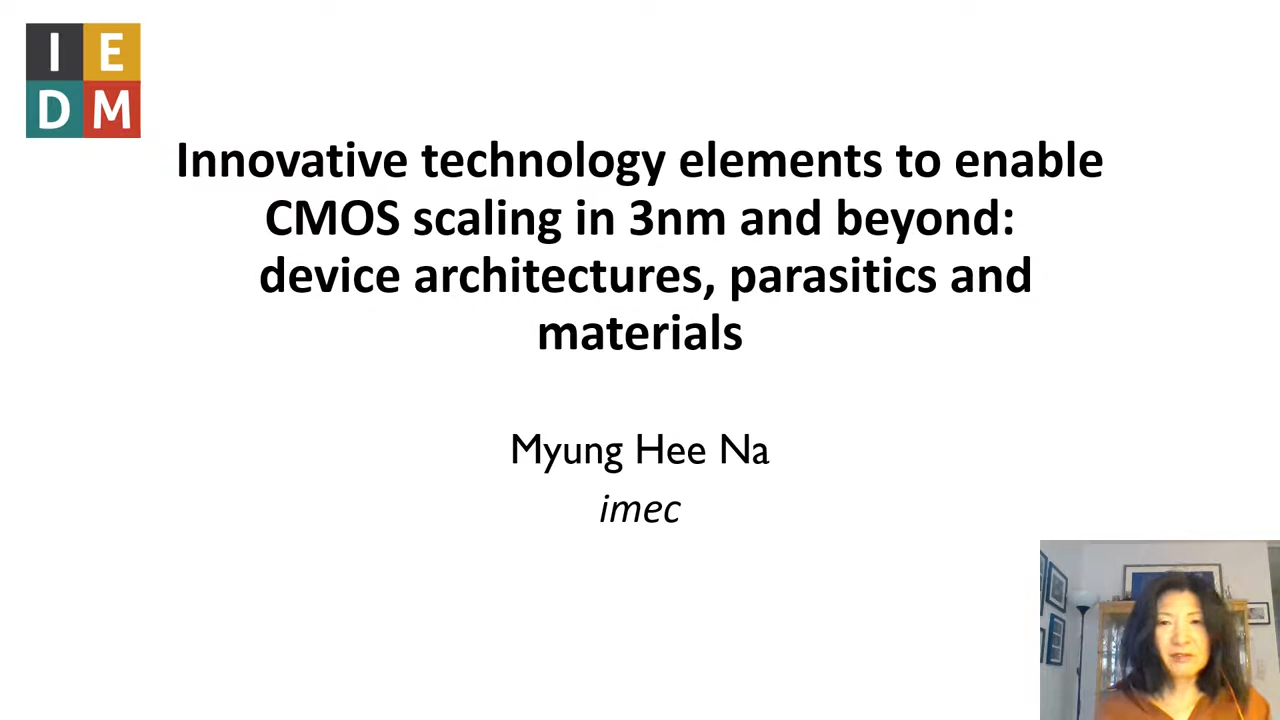 I E
D M
Innovative technology elements to enable
CMOS scaling in 3nm and beyond:
device architectures, parasitics and
materials
Myung Hee Na
imec